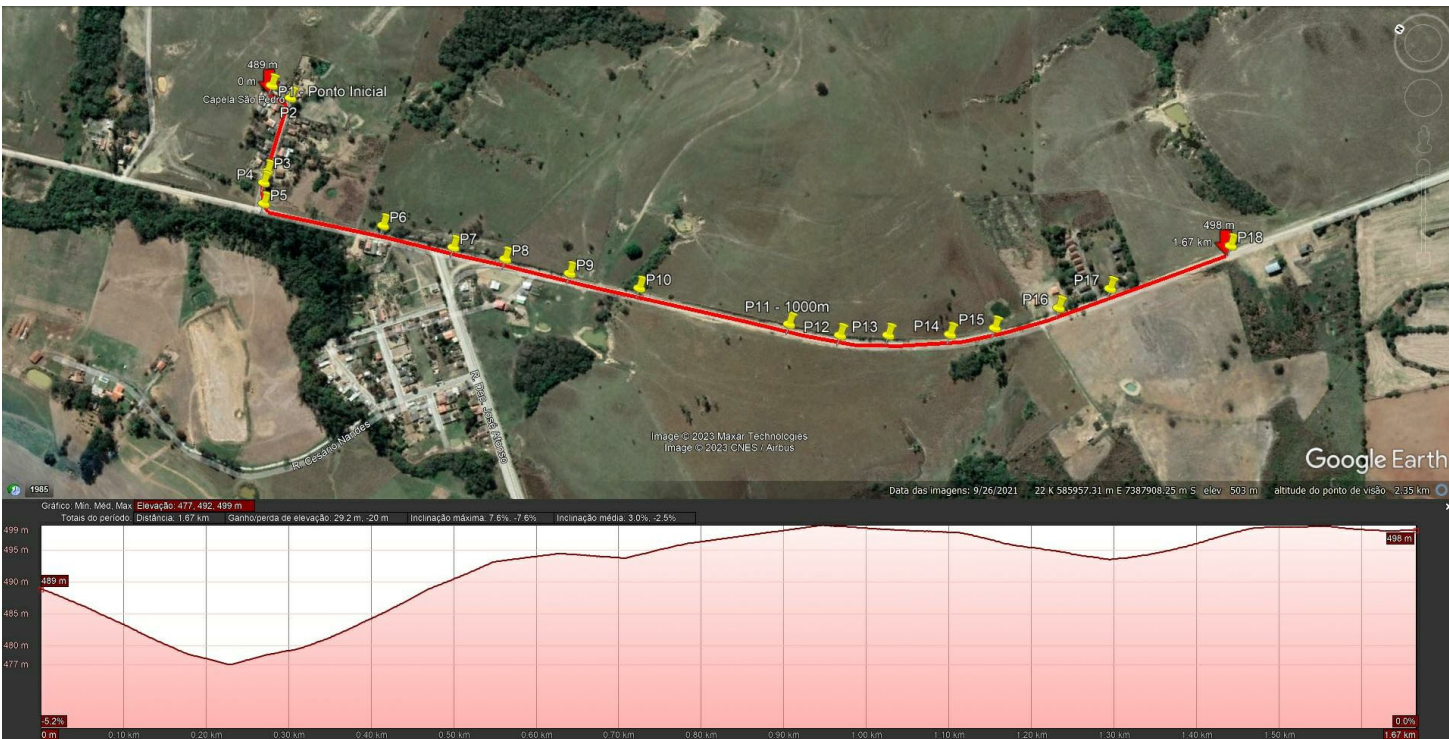 489 m
0 m
P1 - Ponto Inicial
Capela São Pedro
P2
P3
P4
P5
P6
P7
P8
P9
P10
P11 - 1000m
P12
P13
P14
P15
P16
P17
498 m
1.67 km
P18
R. Dep. José Afonso
R. Cesário Nandes
Image © 2023 Maxar Technologies
Image © 2023 CNES / Airbus
Google Earth
1985
Data das imagens: 9/26/2021 22 K 585957.31 m E 7387908.25 m S elev 503 m altitude do ponto de visão 2.35 km
Gráfico: Mín, Méd, Máx Elevação: 477, 492, 499 m
Totais do período: Distância: 1.67 km Ganho/perda de elevação: 29.2 m, -20 m Inclinação máxima: 7.6%, -7.6% Inclinação média: 3.0%, -2.5%
499 m
495 m
490 m
485 m
480 m
477 m
489 m
498 m
-5.2%
0.0%
0 m 0.10 km 0.20 km 0.30 km 0.40 km 0.50 km 0.60 km 0.70 km 0.80 km 0.90 km 1.00 km 1.10 km 1.20 km 1.30 km 1.40 km 1.50 km 1.67 km